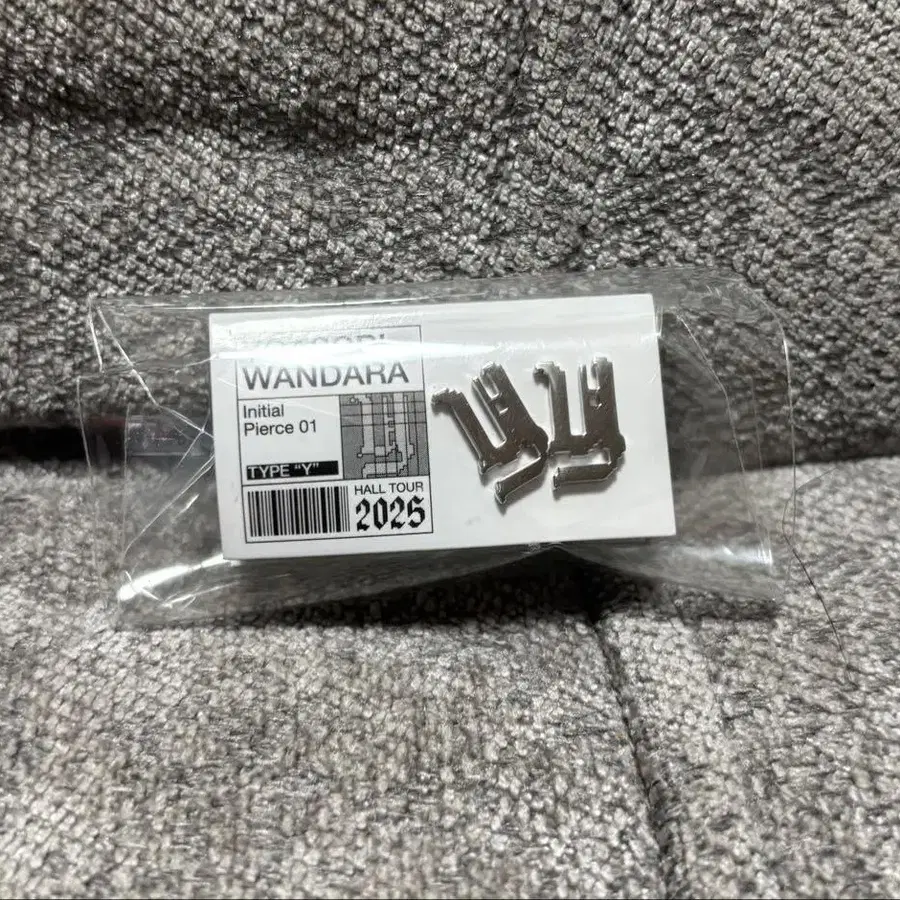 WANDARA
Initial
Pierce 01
TYPE “Y”
HALL TOUR
2025
y y